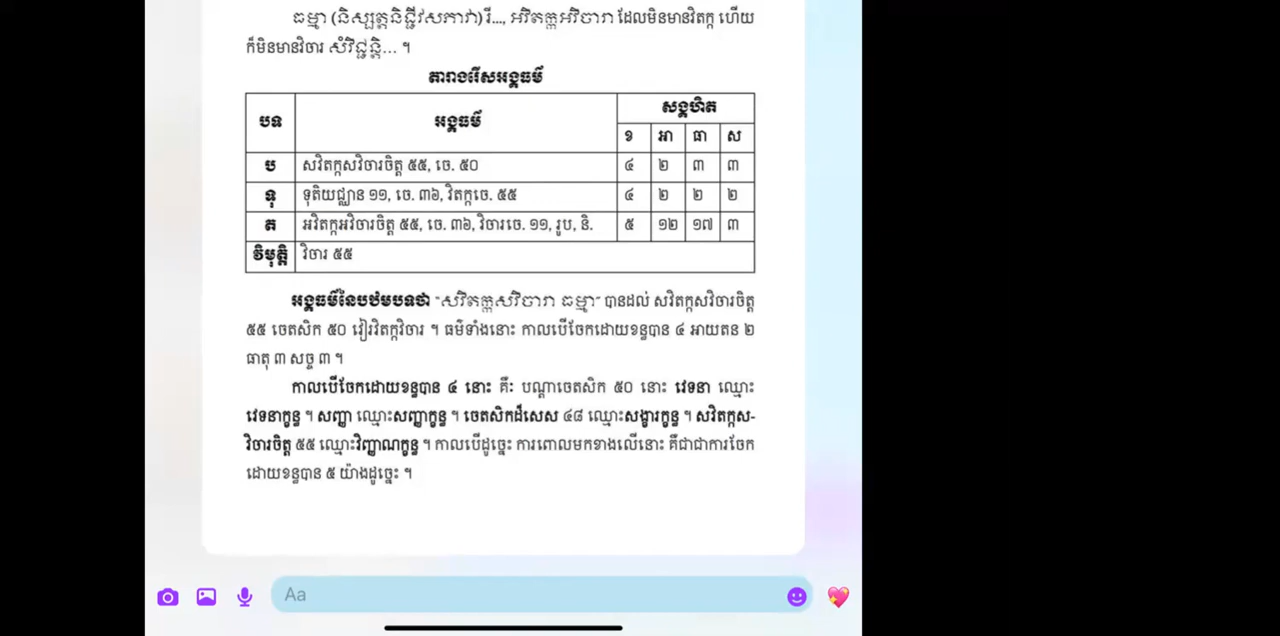 ធម្មា (និស្សត្តនិជ្ជីវសភាវា) រី..., អវិតក្កអវិចារា ដែលមិនមានវិតក្ក ហើយ
ក៏មិនមានវិចារ សំវិជ្ជន្តិ... ។
តារាងរើសអង្គធម៌
បទ អង្គធម៌ សង្គហិត
ខ អា ធា ស
ប សវិតក្កសវិចារចិត្ត ៥៥, ចេ. ៥០ ៤ ២ ៣ ៣
ទុ ទុតិយជ្ឈាន ១១, ចេ. ៣៦, វិតក្កចេ. ៥៥ ៤ ២ ២ ២
ត អវិតក្កអវិចារចិត្ត ៥៥, ចេ. ៣៦, វិចារចេ. ១១, រូប, និ. ៥ ១២ ១៧ ៣
វិមុត្តិ វិចារ ៥៥
អង្គធម៌នៃបឋមបទថា "សវិតក្កសវិចារា ធម្មា" បានដល់ សវិតក្កសវិចារចិត្ត
៥៥ ចេតសិក ៥០ វៀរវិតក្កវិចារ ។ ធម៌ទាំងនោះ កាលបើចែកដោយខន្ធបាន ៤ អាយតន ២
ធាតុ ៣ សច្ច ៣ ។
កាលបើចែកដោយខន្ធបាន ៤ នោះ គឺៈ បណ្តាចេតសិក ៥០ នោះ វេទនា ឈ្មោះ
វេទនាក្ខន្ធ ។ សញ្ញា ឈ្មោះសញ្ញាក្ខន្ធ ។ ចេតសិកដ៏សេស ៤៨ ឈ្មោះសង្ខារក្ខន្ធ ។ សវិតក្កស-
វិចារចិត្ត ៥៥ ឈ្មោះវិញ្ញាណក្ខន្ធ ។ កាលបើដូច្នេះ ការពោលមកខាងលើនោះ គឺជាជាការចែក
ដោយខន្ធបាន ៥ យ៉ាងដូច្នេះ ។
Aa